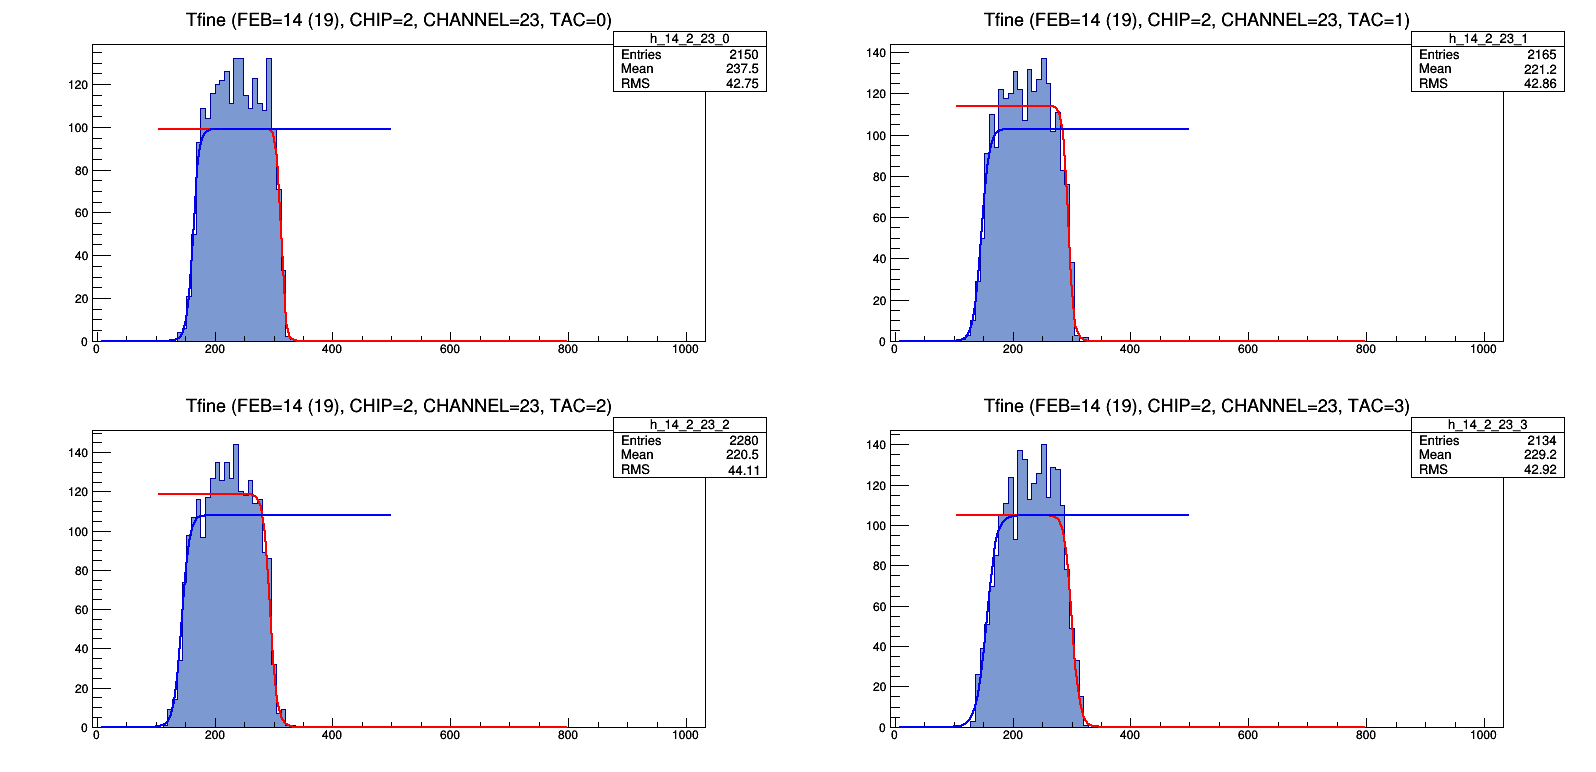 Tfine (FEB=14 (19), CHIP=2, CHANNEL=23, TAC=0)
h_14_2_23_0
Entries 2150
Mean 237.5
RMS 42.75
120
100
80
60
40
20
0
0 200 400 600 800 1000
Tfine (FEB=14 (19), CHIP=2, CHANNEL=23, TAC=1)
h_14_2_23_1
Entries 2165
Mean 221.2
RMS 42.86
140
120
100
80
60
40
20
0
0 200 400 600 800 1000
Tfine (FEB=14 (19), CHIP=2, CHANNEL=23, TAC=2)
h_14_2_23_2
Entries 2280
Mean 220.5
RMS 44.11
140
120
100
80
60
40
20
0
0 200 400 600 800 1000
Tfine (FEB=14 (19), CHIP=2, CHANNEL=23, TAC=3)
h_14_2_23_3
Entries 2134
Mean 229.2
RMS 42.92
140
120
100
80
60
40
20
0
0 200 400 600 800 1000